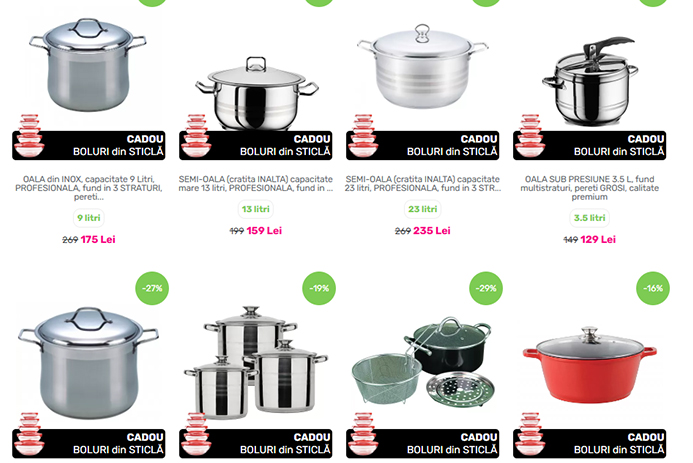 CADOU
BOLURI din STICLĂ
CADOU
BOLURI din STICLĂ
CADOU
BOLURI din STICLĂ
CADOU
BOLURI din STICLĂ
OALA din INOX, capacitate 9 Litri,
PROFESIONALA, fund in 3 STRATURI,
pereti...
9 litri
269 175 Lei
SEMI-OALA (cratita INALTA) capacitate
mare 13 litri, PROFESIONALA, fund in ...
13 litri
199 159 Lei
SEMI-OALA (cratita INALTA) capacitate
23 litri, PROFESIONALA, fund in 3 STR...
23 litri
269 235 Lei
OALA SUB PRESIUNE 3.5 L, fund
multistraturi, pereti GROSI, calitate
premium
3.5 litri
149 129 Lei
-27%
-19%
-29%
-16%
CADOU
BOLURI din STICLĂ
CADOU
BOLURI din STICLĂ
CADOU
BOLURI din STICLĂ
CADOU
BOLURI din STICLĂ